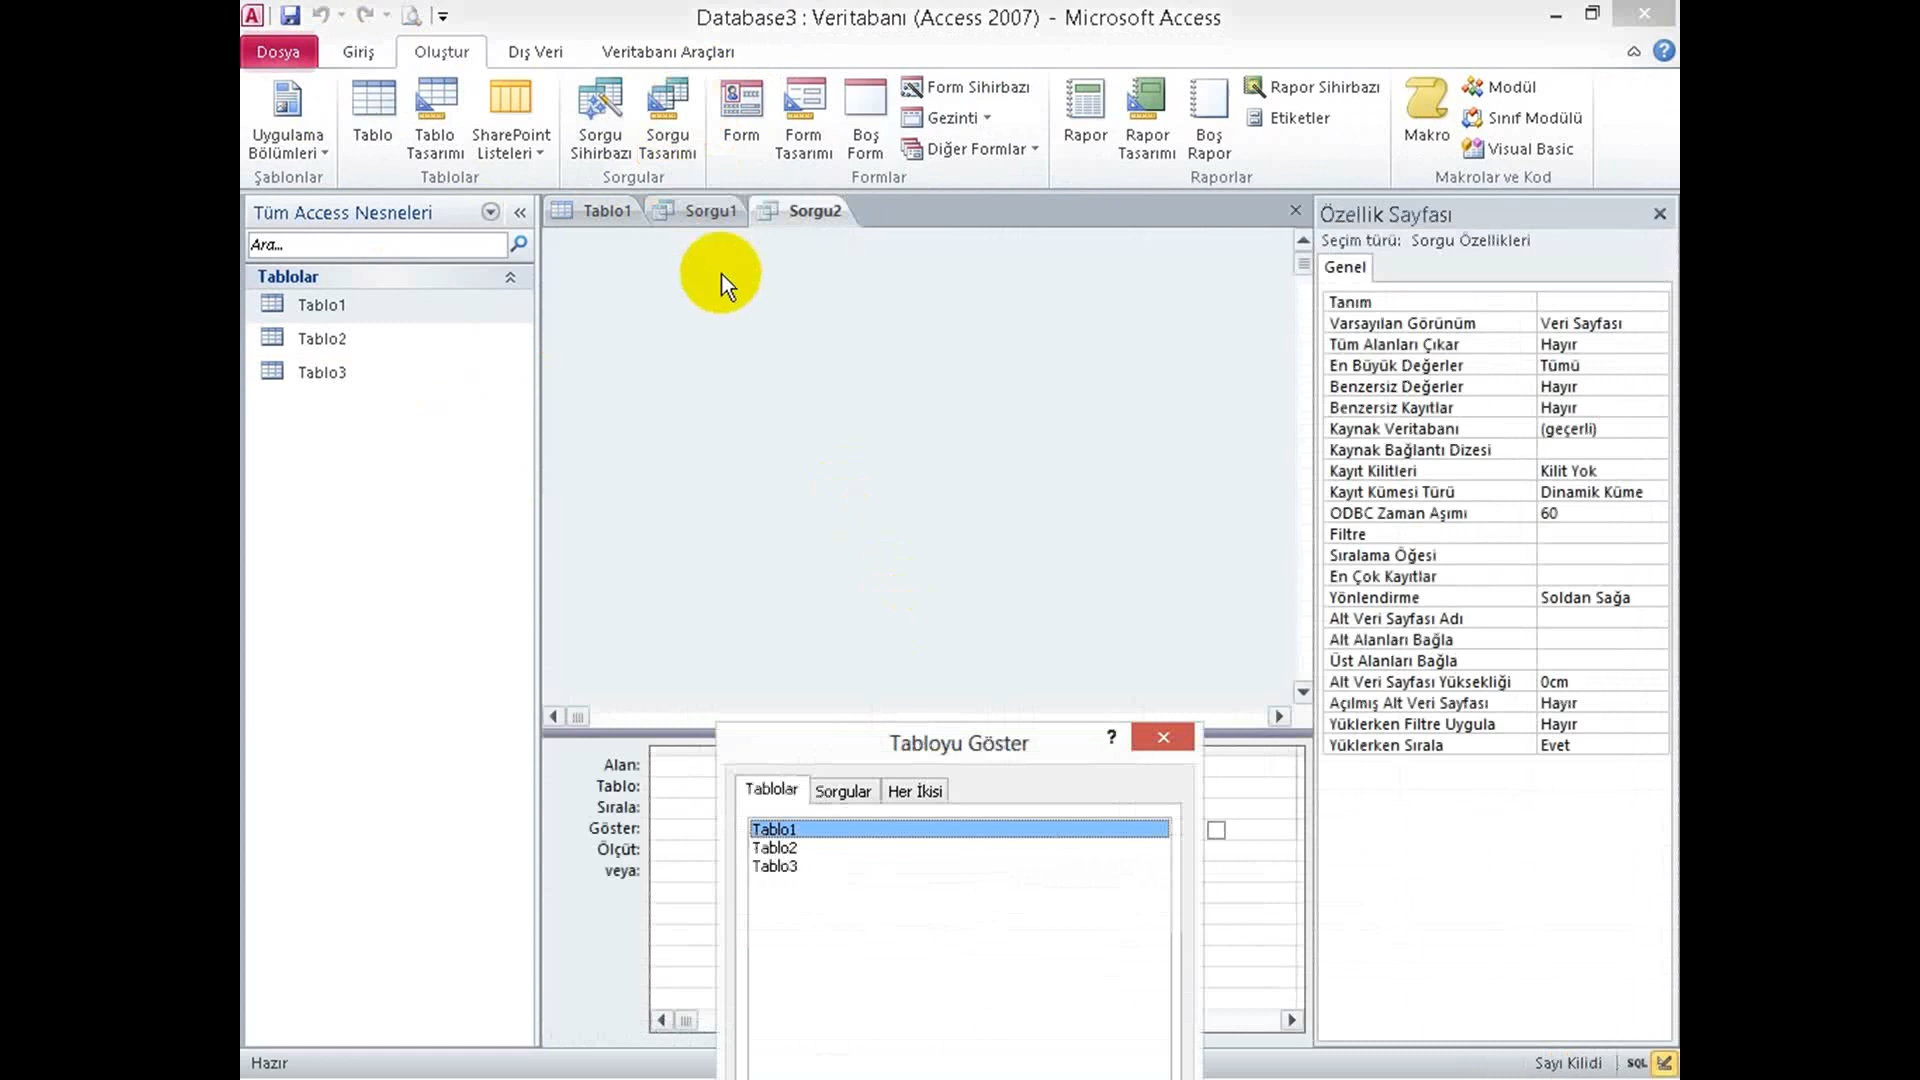 Database3 : Veritabanı (Access 2007) - Microsoft Access
Dosya
Giriş
Oluştur
Dış Veri
Veritabanı Araçları
Uygulama Bölümleri
Şablonlar
Tablo
Tablo Tasarımı
SharePoint Listeleri
Tablolar
Sorgu Sihirbazı
Sorgu Tasarımı
Sorgular
Form
Form Tasarımı
Boş Form
Form Sihirbazı
Gezinti
Diğer Formlar
Formlar
Rapor
Rapor Tasarımı
Boş Rapor
Rapor Sihirbazı
Etiketler
Raporlar
Makro
Modül
Sınıf Modülü
Visual Basic
Makrolar ve Kod
Tüm Access Nesneleri
Ara...
Tablolar
Tablo1
Tablo2
Tablo3
Tablo1
Sorgu1
Sorgu2
Alan:
Tablo:
Sırala:
Göster:
Ölçüt:
veya:
Tabloyu Göster
Tablolar
Sorgular
Her İkisi
Tablo1
Tablo2
Tablo3
Özellik Sayfası
Seçim türü: Sorgu Özellikleri
Genel
Tanım
Varsayılan Görünüm Veri Sayfası
Tüm Alanları Çıkar Hayır
En Büyük Değerler Tümü
Benzersiz Değerler Hayır
Benzersiz Kayıtlar Hayır
Kaynak Veritabanı (geçerli)
Kaynak Bağlantı Dizesi
Kayıt Kilitleri Kilit Yok
Kayıt Kümesi Türü Dinamik Küme
ODBC Zaman Aşımı 60
Filtre
Sıralama Öğesi
En Çok Kayıtlar
Yönlendirme Soldan Sağa
Alt Veri Sayfası Adı
Alt Alanları Bağla
Üst Alanları Bağla
Alt Veri Sayfası Yüksekliği 0cm
Açılmış Alt Veri Sayfası Hayır
Yüklerken Filtre Uygula Hayır
Yüklerken Sırala Evet
Hazır
Sayı Kilidi
SQL